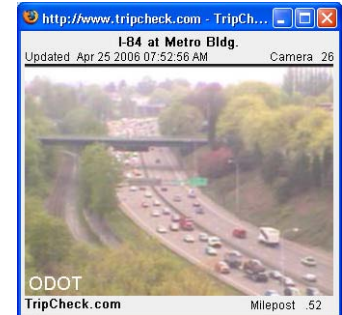 http://www.tripcheck.com - TripCh...
I-84 at Metro Bldg.
Updated Apr 25 2006 07:52:56 AM Camera 26
ODOT
TripCheck.com Milepost .52